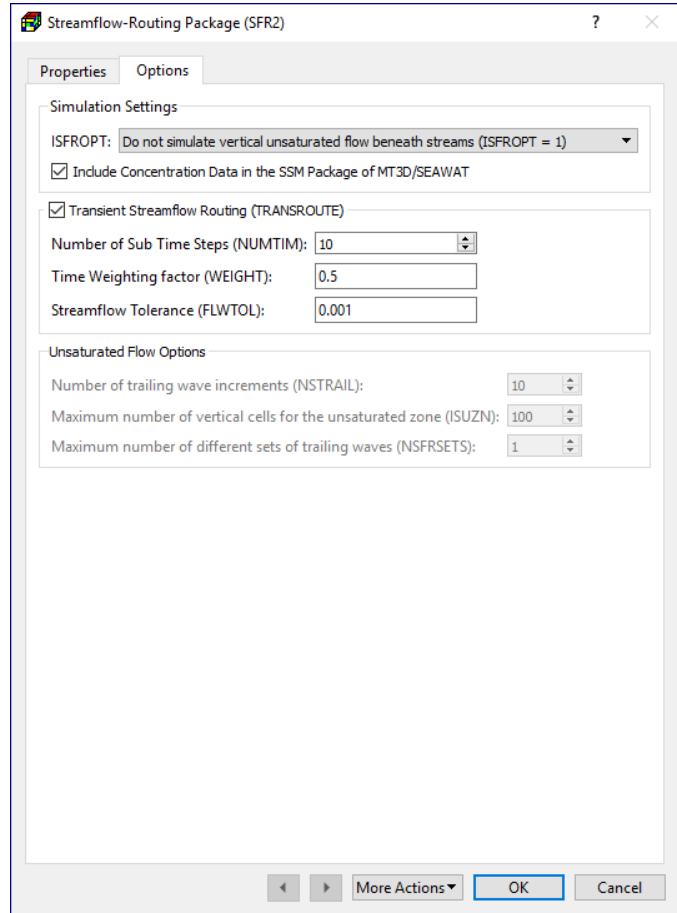 Streamflow-Routing Package (SFR2) ?
Properties Options
Simulation Settings
ISFROPT: Do not simulate vertical unsaturated flow beneath streams (ISFROPT = 1)
Include Concentration Data in the SSM Package of MT3D/SEAWAT
Transient Streamflow Routing (TRANSROUTE)
Number of Sub Time Steps (NUMTIM): 10
Time Weighting factor (WEIGHT): 0.5
Streamflow Tolerance (FLWTOL): 0.001
Unsaturated Flow Options
Number of trailing wave increments (NSTRAIL): 10
Maximum number of vertical cells for the unsaturated zone (ISUZN): 100
Maximum number of different sets of trailing waves (NSFRSETS): 1
More Actions OK Cancel